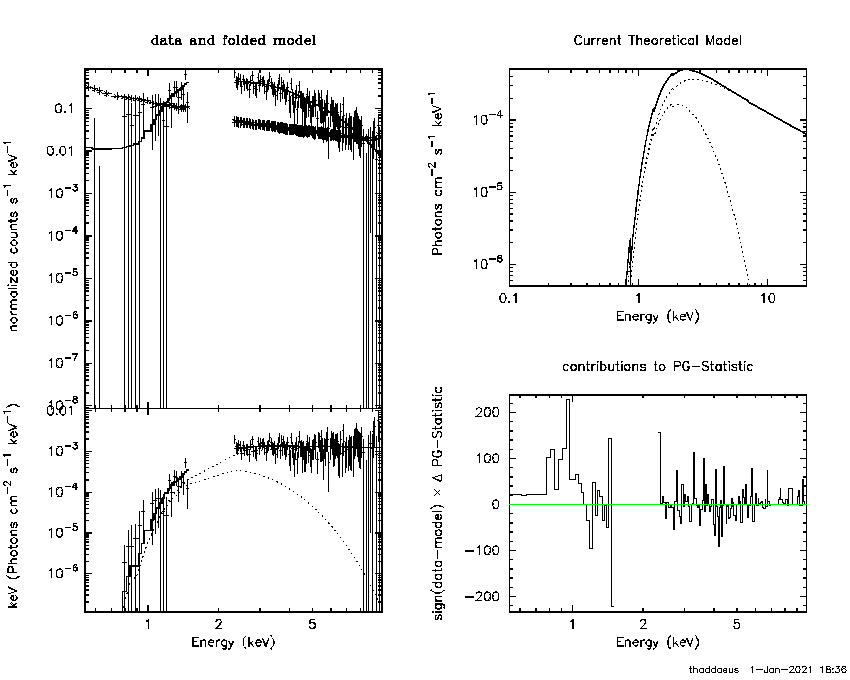 data and folded model
normalized counts s⁻¹ keV⁻¹
0.1
0.01
10⁻³
10⁻⁴
10⁻⁵
10⁻⁶
10⁻⁷
10⁻⁸
keV (Photons cm⁻² s⁻¹ keV⁻¹)
0.01
10⁻³
10⁻⁴
10⁻⁵
10⁻⁶
1 2 5
Energy (keV)
Current Theoretical Model
Photons cm⁻² s⁻¹ keV⁻¹
10⁻⁴
10⁻⁵
10⁻⁶
0.1 1 10
Energy (keV)
contributions to PG-Statistic
sign(data-model) × Δ PG-Statistic
200
100
0
-100
-200
1 2 5
Energy (keV)
thaddaeus 1-Jan-2021 18:36